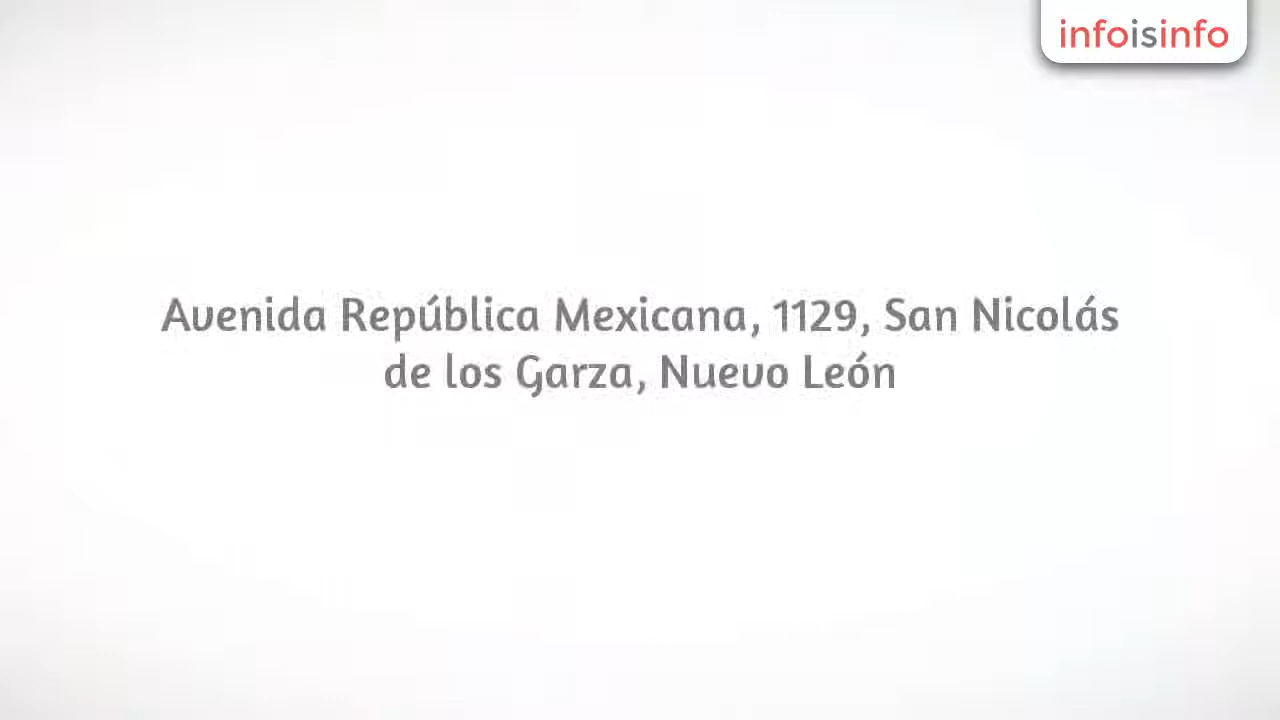 infoisinfo
Avenida República Mexicana, 1129, San Nicolás
de los Garza, Nuevo León